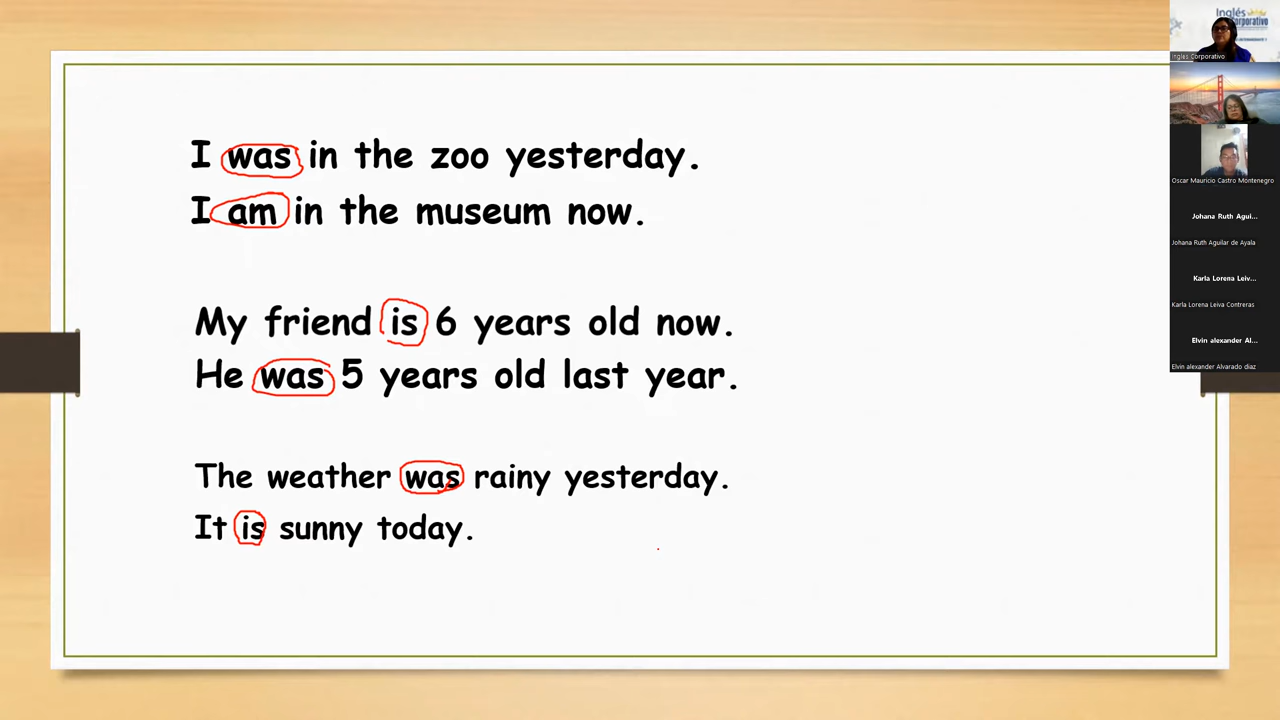 I was in the zoo yesterday.
I am in the museum now.
My friend is 6 years old now.
He was 5 years old last year.
The weather was rainy yesterday.
It is sunny today.
Inglés
Corporativo
Inglés Corporativo
Oscar Mauricio Castro Montenegro
Johana Ruth Agui...
Johana Ruth Aguilar de Ayala
Karla Lorena Leiv...
Karla Lorena Leiva Contreras
Elvin alexander Al...
Elvin alexander Alvarado diaz